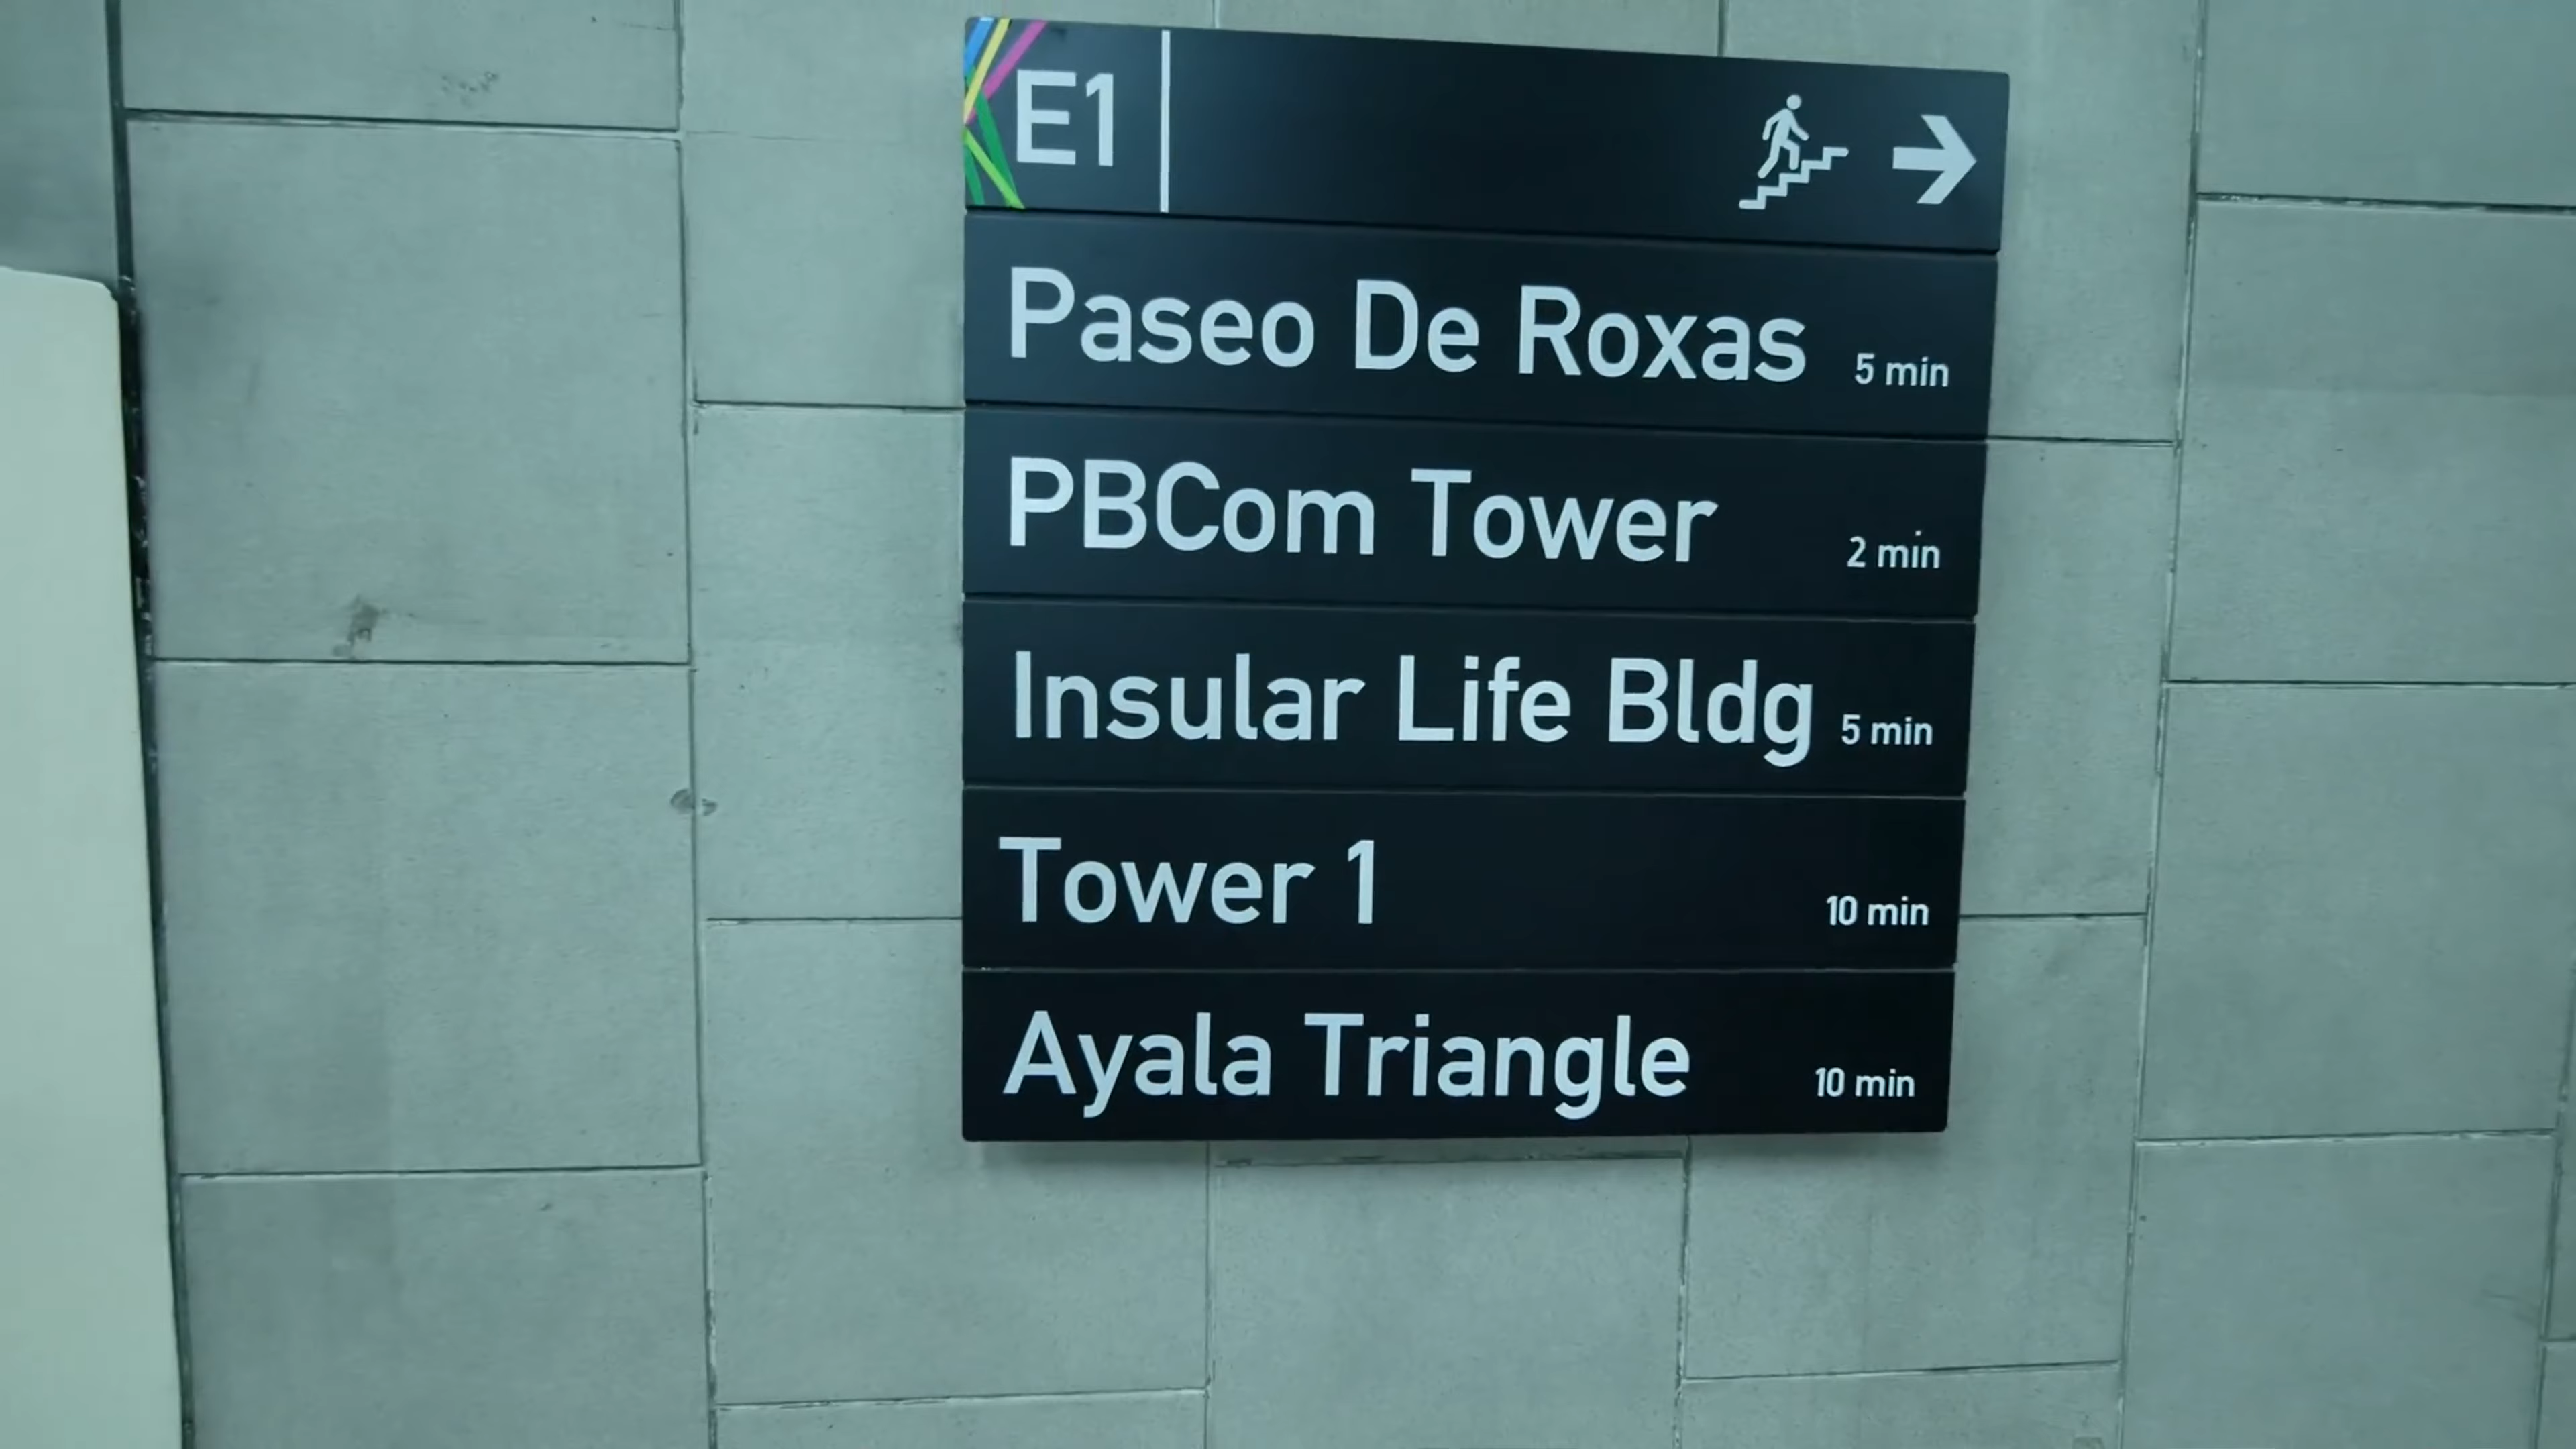 E1
Paseo De Roxas 5 min
PBCom Tower 2 min
Insular Life Bldg 5 min
Tower 1 10 min
Ayala Triangle 10 min